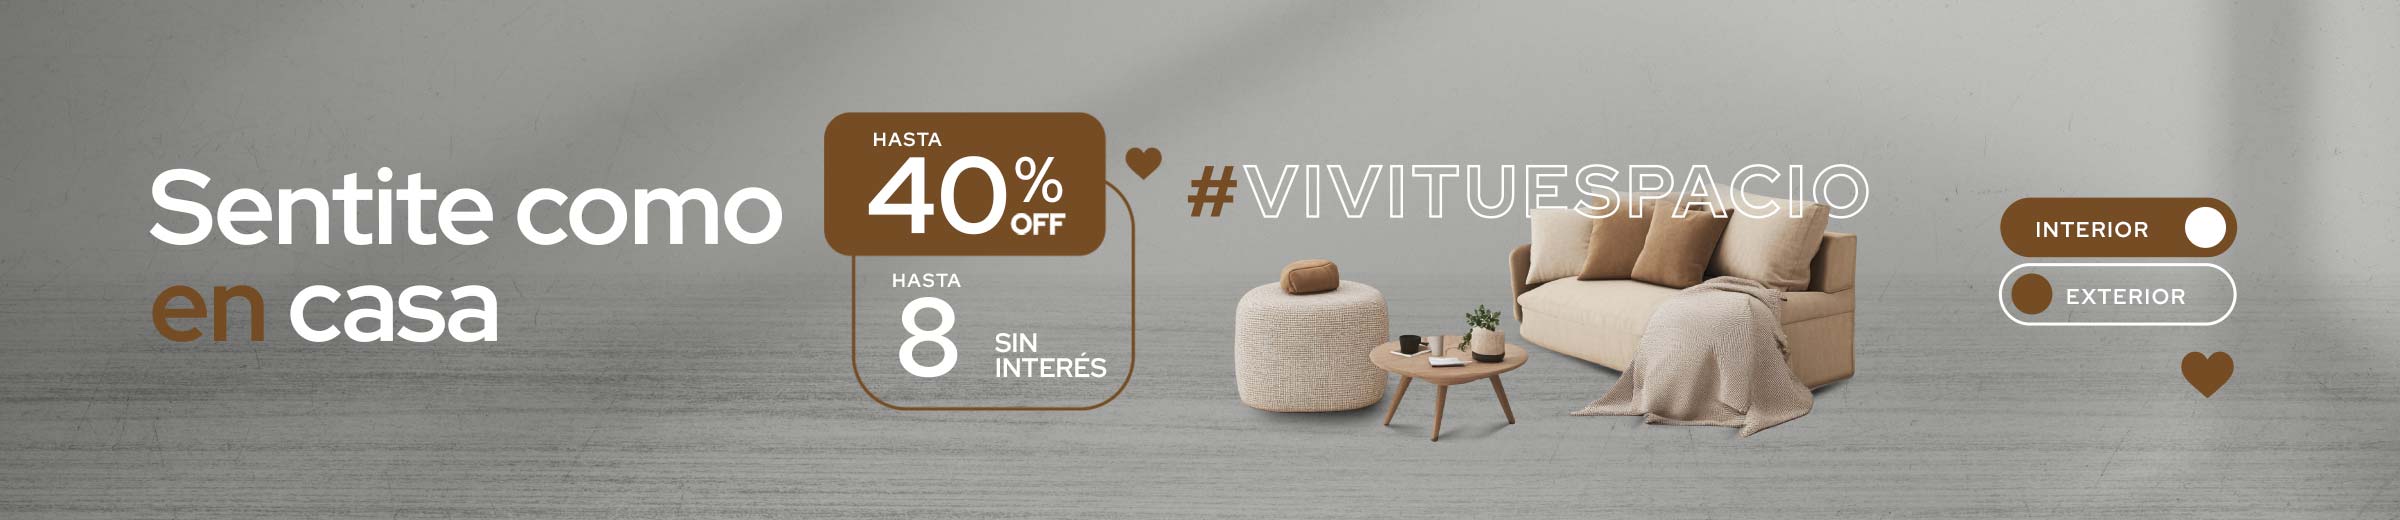 Sentite como
en casa
HASTA
40% OFF
HASTA
8 SIN
INTERÉS
#VIVITUESPACIO
INTERIOR
EXTERIOR